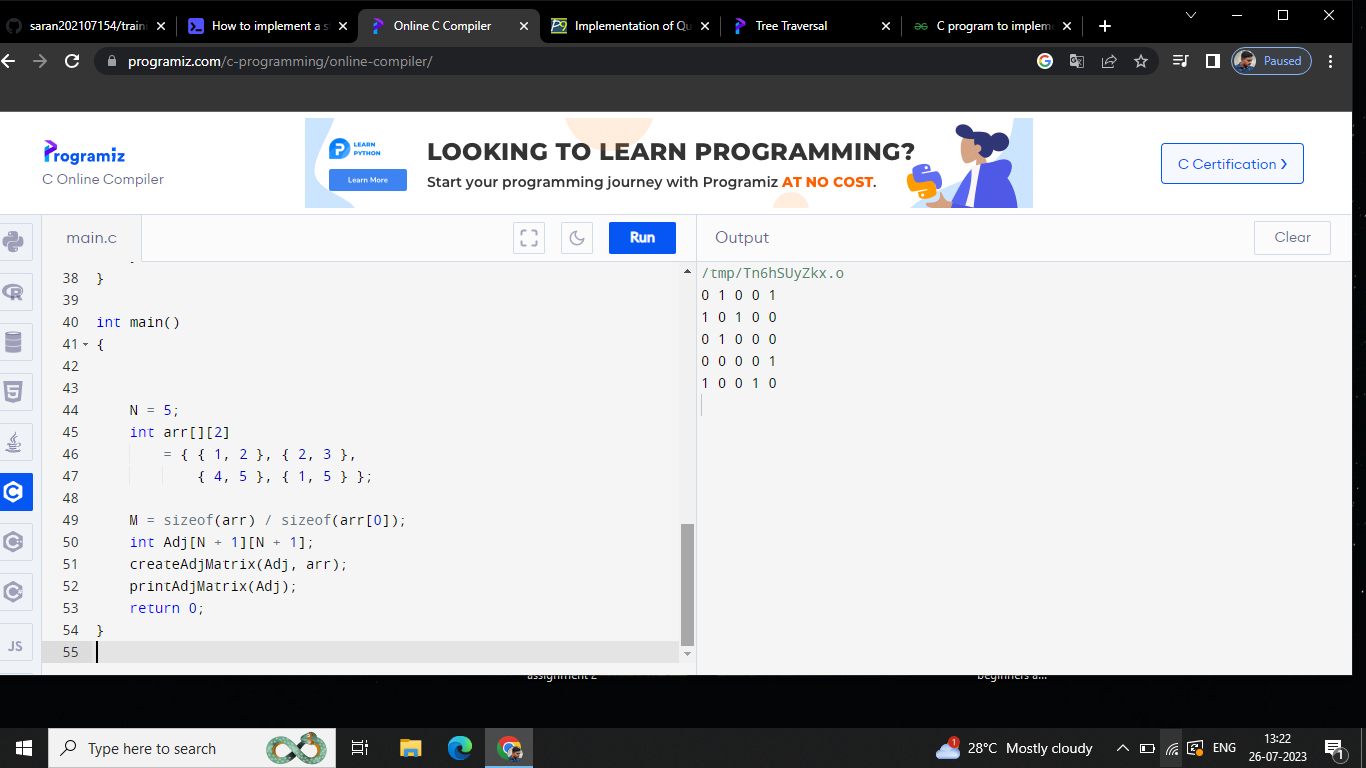 saran202107154/traini
How to implement a st
Online C Compiler
Implementation of Qu
Tree Traversal
C program to impleme
programiz.com/c-programming/online-compiler/
Paused
Programiz
C Online Compiler
LEARN
PYTHON
Learn More
LOOKING TO LEARN PROGRAMMING?
Start your programming journey with Programiz AT NO COST.
C Certification >
main.c
Run
Output
Clear
38 }
39
40 int main()
41 {
42
43
44 N = 5;
45 int arr[][2]
46 = { { 1, 2 }, { 2, 3 },
47 { 4, 5 }, { 1, 5 } };
48
49 M = sizeof(arr) / sizeof(arr[0]);
50 int Adj[N + 1][N + 1];
51 createAdjMatrix(Adj, arr);
52 printAdjMatrix(Adj);
53 return 0;
54 }
55
/tmp/Tn6hSUyZkx.o
0 1 0 0 1
1 0 1 0 0
0 1 0 0 0
0 0 0 0 1
1 0 0 1 0
JS
assignment 2
beginners a...
Type here to search
1
28°C Mostly cloudy
ENG
13:22
26-07-2023
1